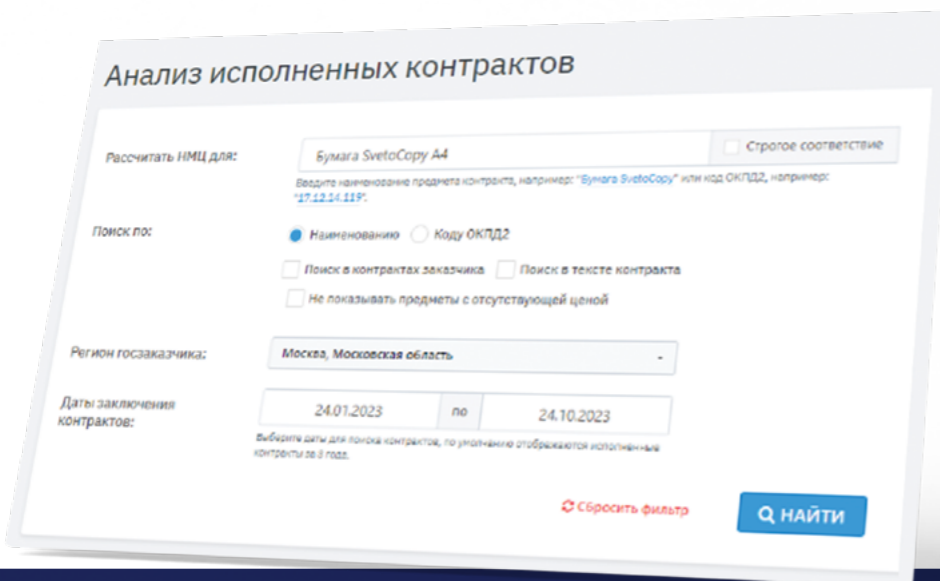 Анализ исполненных контрактов
Рассчитать НМЦ для:
Бумага SvetoCopy A4
Строгое соответствие
Введите наименование предмета контракта, например: "Бумага SvetoCopy" или код ОКПД2, например:
"17.12.14.119".
Поиск по:
Наименованию
Коду ОКПД2
Поиск в контрактах заказчика
Поиск в тексте контракта
Не показывать предметы с отсутствующей ценой
Регион госзаказчика:
Москва, Московская область
Даты заключения
контрактов:
24.01.2023
по
24.10.2023
Выберите даты для поиска контрактов, по умолчанию отображаются исполненные
контракты за 3 года.
Сбросить фильтр
НАЙТИ